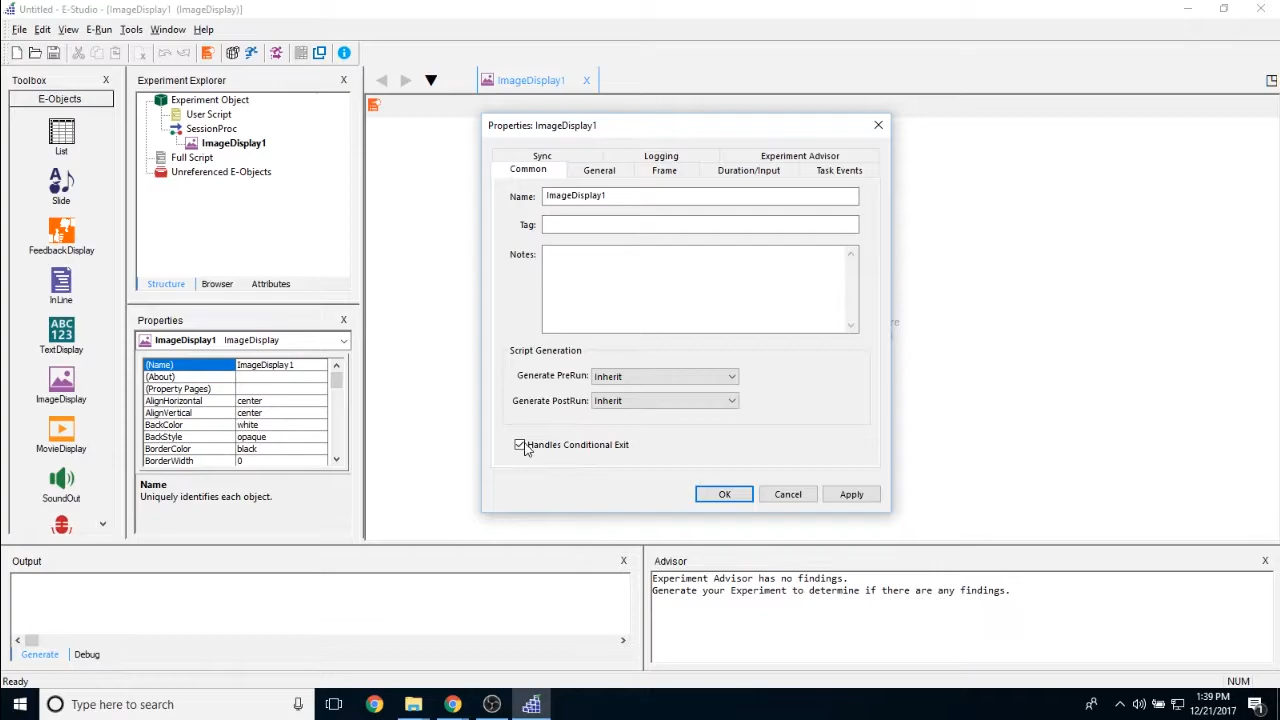 Untitled - E-Studio - [ImageDisplay1 (ImageDisplay)]
File Edit View E-Run Tools Window Help
Toolbox X
E-Objects
List
Slide
FeedbackDisplay
InLine
ABC
123
TextDisplay
ImageDisplay
MovieDisplay
SoundOut
Experiment Explorer X
Experiment Object
User Script
SessionProc
ImageDisplay1
Full Script
Unreferenced E-Objects
Structure Browser Attributes
Properties X
ImageDisplay1 ImageDisplay
(Name) ImageDisplay1
(About)
(Property Pages)
AlignHorizontal center
AlignVertical center
BackColor white
BackStyle opaque
BorderColor black
BorderWidth 0
Name
Uniquely identifies each object.
ImageDisplay1 X
Properties: ImageDisplay1
Sync Logging Experiment Advisor
Common General Frame Duration/Input Task Events
Name: ImageDisplay1
Tag:
Notes:
Script Generation
Generate PreRun: Inherit
Generate PostRun: Inherit
Handles Conditional Exit
OK Cancel Apply
Output X
Generate Debug
Advisor X
Experiment Advisor has no findings.
Generate your Experiment to determine if there are any findings.
Ready NUM
Type here to search
1:39 PM
12/21/2017